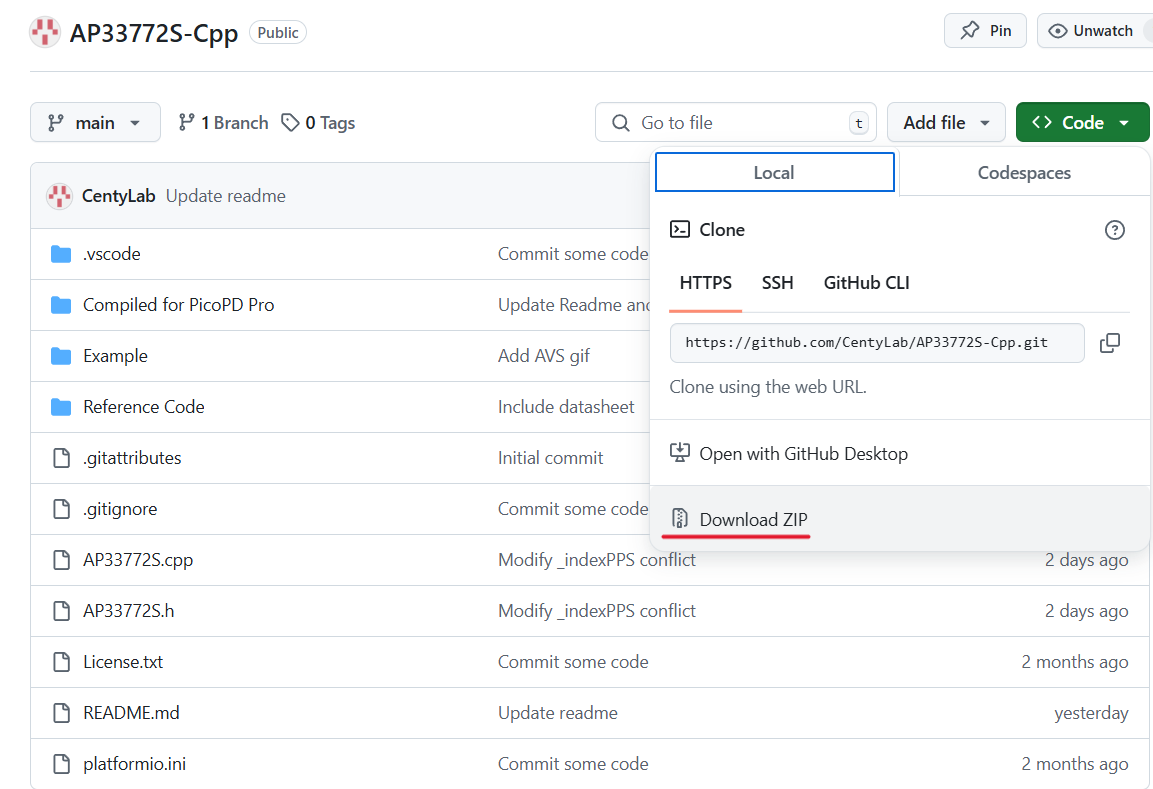 AP33772S-Cpp Public Pin Unwatch
main 1 Branch 0 Tags Go to file t Add file Code
Local Codespaces
CentyLab Update readme
Clone
.vscode Commit some code
HTTPS SSH GitHub CLI
Compiled for PicoPD Pro Update Readme and
https://github.com/CentyLab/AP33772S-Cpp.git
Example Add AVS gif
Clone using the web URL.
Reference Code Include datasheet
Open with GitHub Desktop
.gitattributes Initial commit
.gitignore Commit some code
Download ZIP
AP33772S.cpp Modify _indexPPS conflict 2 days ago
AP33772S.h Modify _indexPPS conflict 2 days ago
License.txt Commit some code 2 months ago
README.md Update readme yesterday
platformio.ini Commit some code 2 months ago